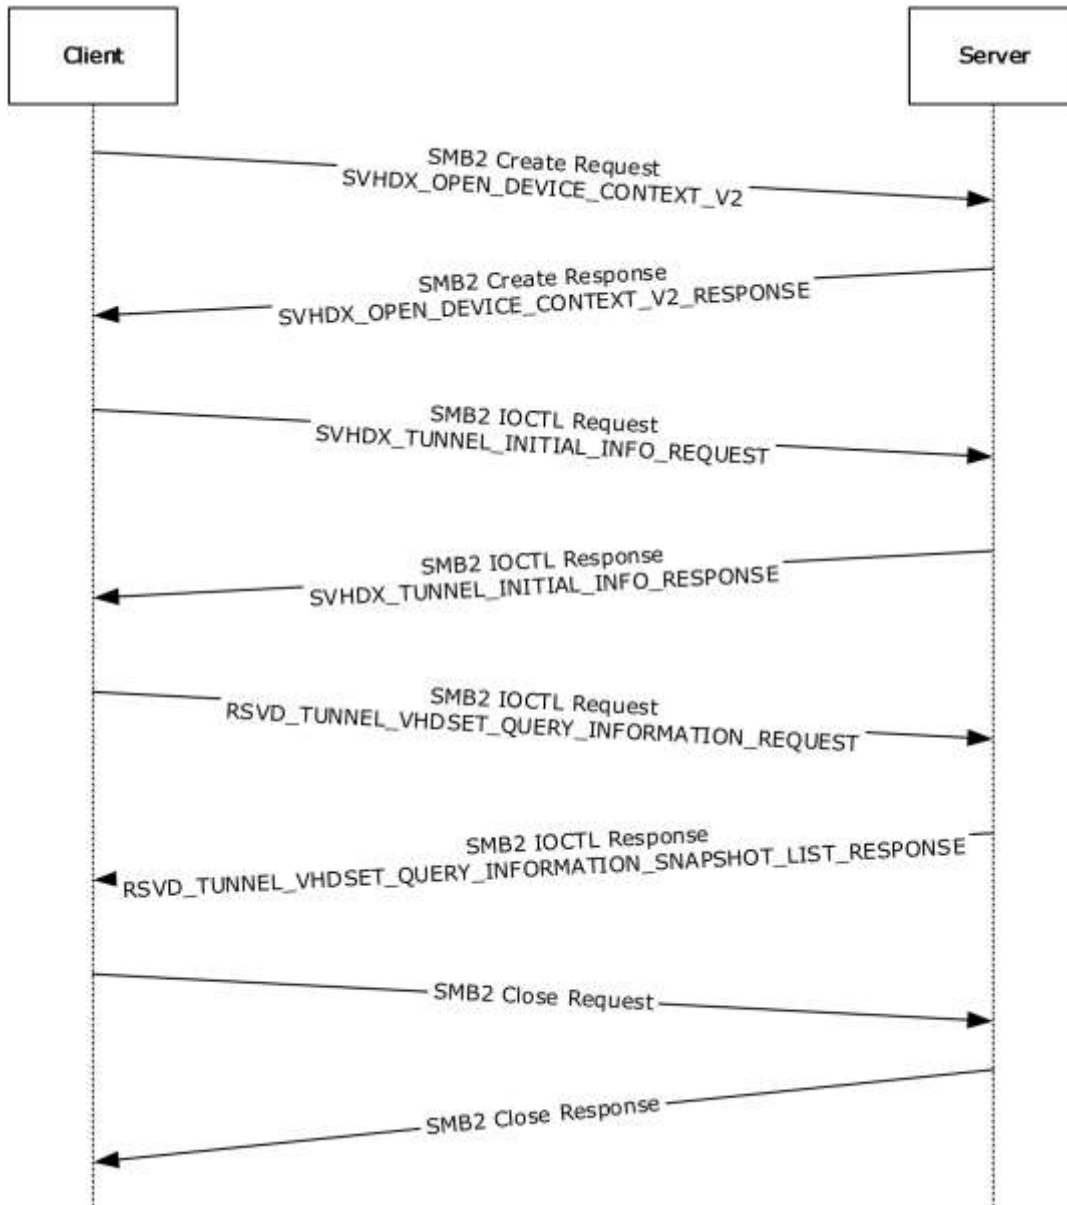 Client
Server
SMB2 Create Request
SVHDX_OPEN_DEVICE_CONTEXT_V2
SMB2 Create Response
SVHDX_OPEN_DEVICE_CONTEXT_V2_RESPONSE
SMB2 IOCTL Request
SVHDX_TUNNEL_INITIAL_INFO_REQUEST
SMB2 IOCTL Response
SVHDX_TUNNEL_INITIAL_INFO_RESPONSE
SMB2 IOCTL Request
RSVD_TUNNEL_VHDSET_QUERY_INFORMATION_REQUEST
SMB2 IOCTL Response
RSVD_TUNNEL_VHDSET_QUERY_INFORMATION_SNAPSHOT_LIST_RESPONSE
SMB2 Close Request
SMB2 Close Response